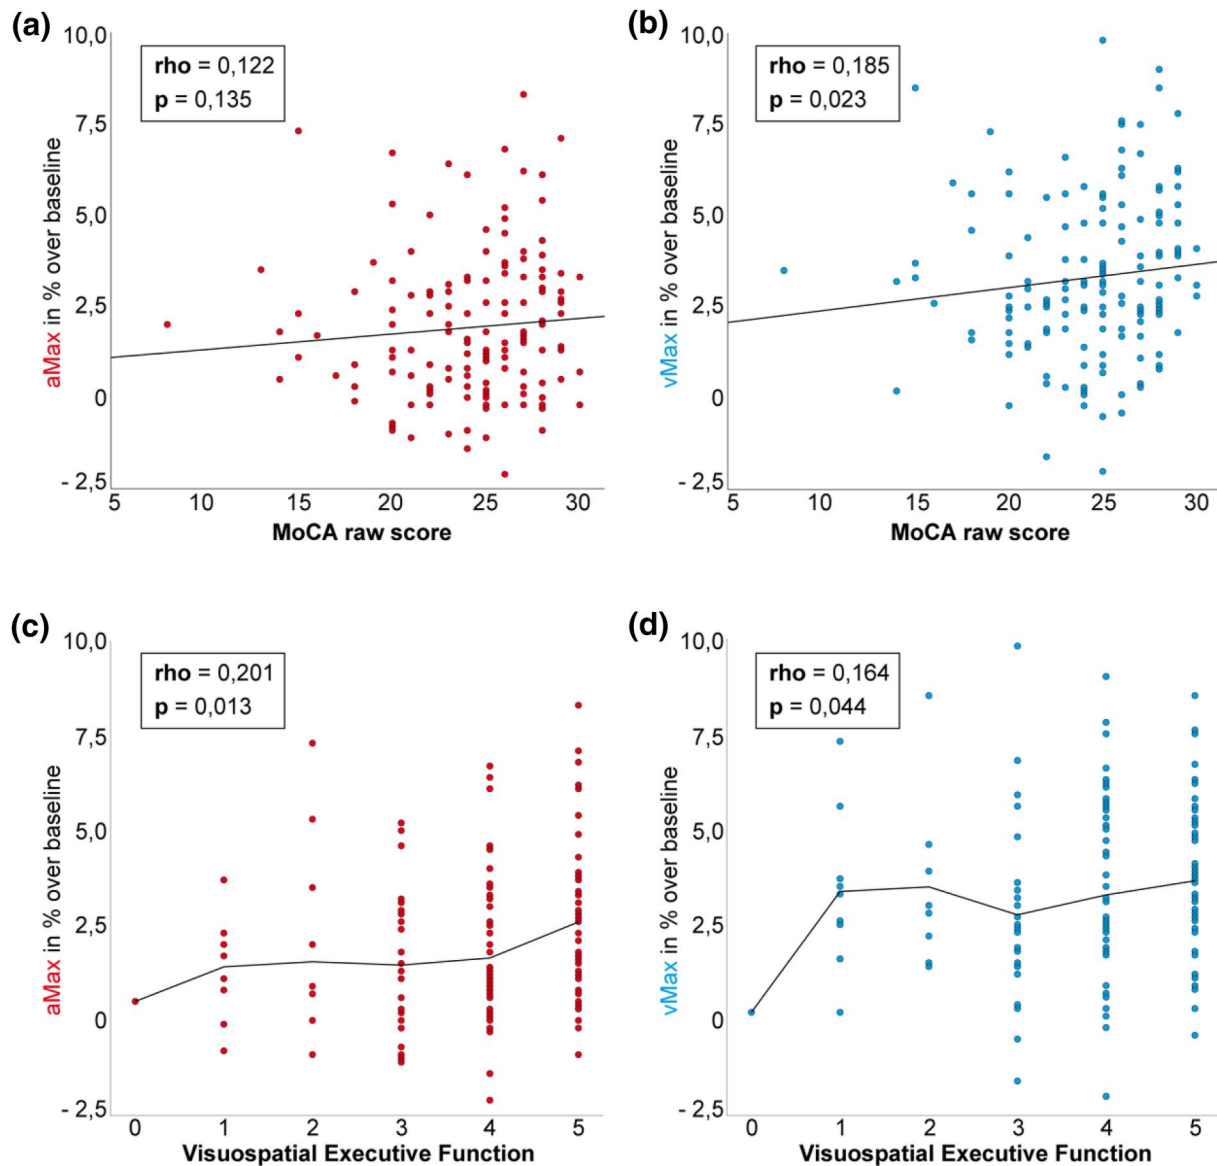 (a)
10,0
7,5
5,0
2,5
0
- 2,5
aMax in % over baseline
rho = 0,122
p = 0,135
5 10 15 20 25 30
MoCA raw score
(b)
10,0
7,5
5,0
2,5
0
- 2,5
vMax in % over baseline
rho = 0,185
p = 0,023
5 10 15 20 25 30
MoCA raw score
(c)
10,0
7,5
5,0
2,5
0
- 2,5
aMax in % over baseline
rho = 0,201
p = 0,013
0 1 2 3 4 5
Visuospatial Executive Function
(d)
10,0
7,5
5,0
2,5
0
- 2,5
vMax in % over baseline
rho = 0,164
p = 0,044
0 1 2 3 4 5
Visuospatial Executive Function